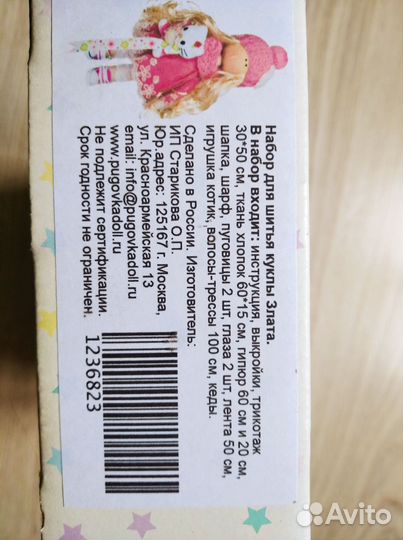 Набор для шитья куклы Злата.
В набор входит: инструкция, выкройки, трикотаж
30*50 см, ткань хлопок 60*15 см, гипюр 60 см и 20 см,
шапка, шарф, пуговицы 2 шт, глаза 2 шт, лента 50 см,
игрушка котик, волосы-трессы 100 см, кеды.
Сделано в России. Изготовитель:
ИП Старикова О.П.
Юр.адрес: 125167 г. Москва,
ул. Красноармейская 13
email: info@pugovkadoll.ru
www.pugovkadoll.ru
Не подлежит сертификации.
Срок годности не ограничен.
1236823
Avito